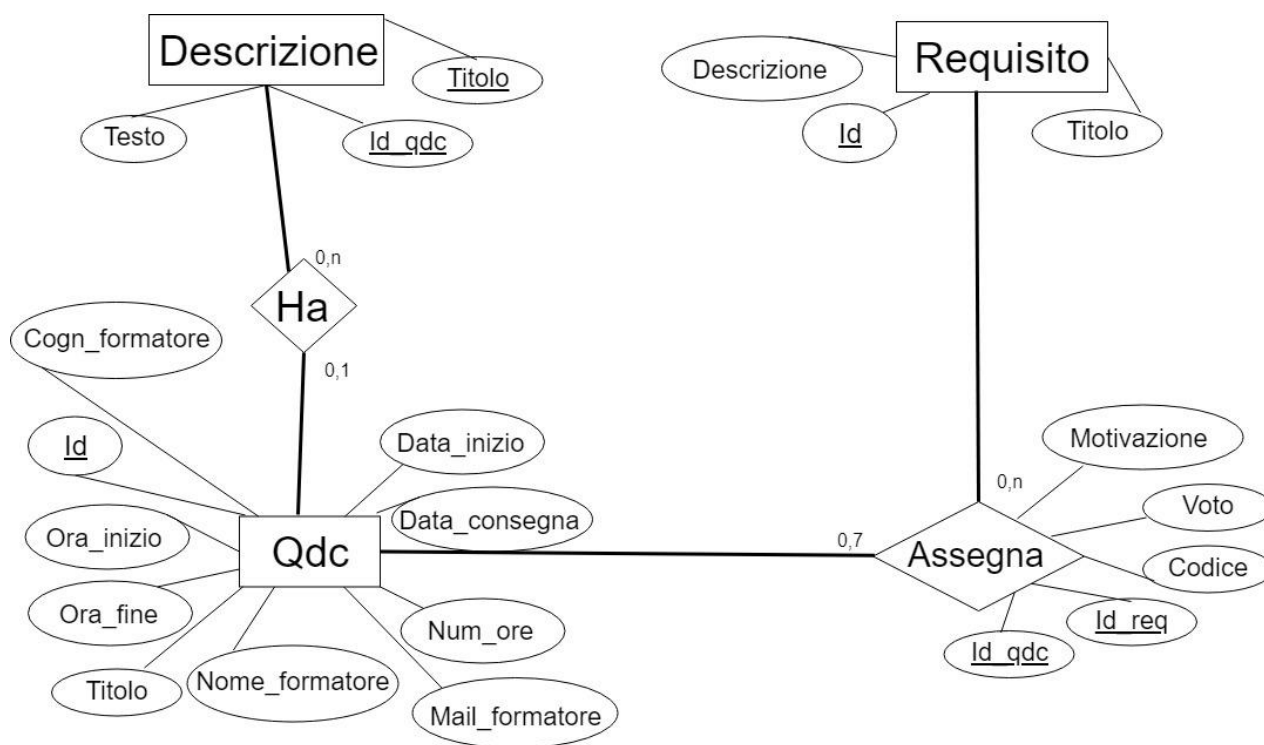 Descrizione
Titolo
Testo
Id_qdc
Requisito
Descrizione
Id
Titolo
0,n
Ha
0,1
Cogn_formatore
Id
Data_inizio
Data_consegna
Ora_inizio
Qdc
Ora_fine
Num_ore
Titolo
Nome_formatore
Mail_formatore
0,7
0,n
Assegna
Motivazione
Voto
Codice
Id_req
Id_qdc